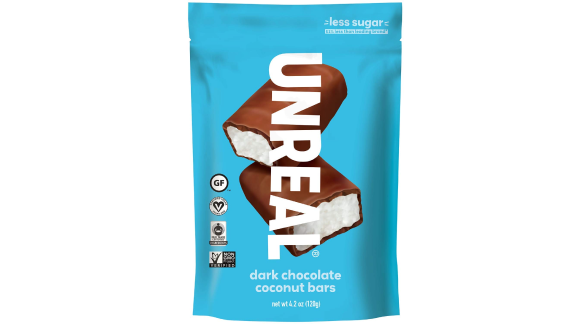 less sugar
UNREAL®
GF
dark chocolate
coconut bars
net wt 4.2 oz (120g)